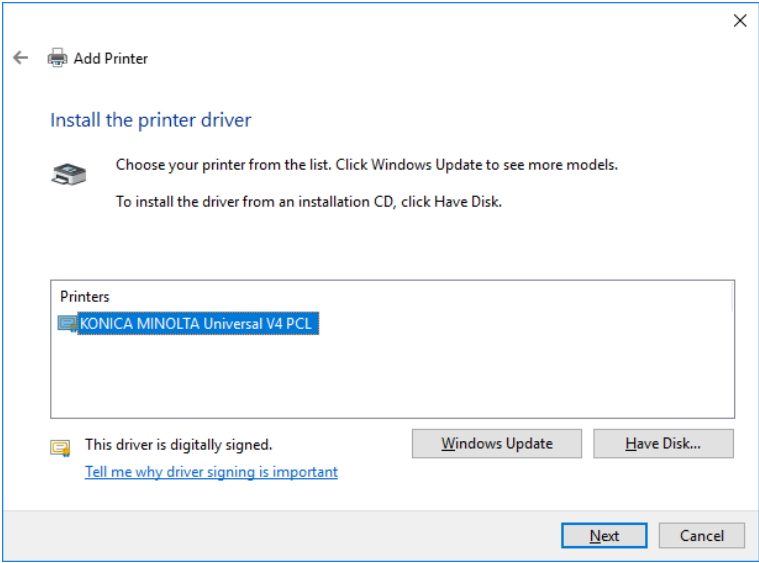 Add Printer
Install the printer driver
Choose your printer from the list. Click Windows Update to see more models.
To install the driver from an installation CD, click Have Disk.
Printers
KONICA MINOLTA Universal V4 PCL
This driver is digitally signed.
Windows Update
Have Disk...
Tell me why driver signing is important
Next
Cancel